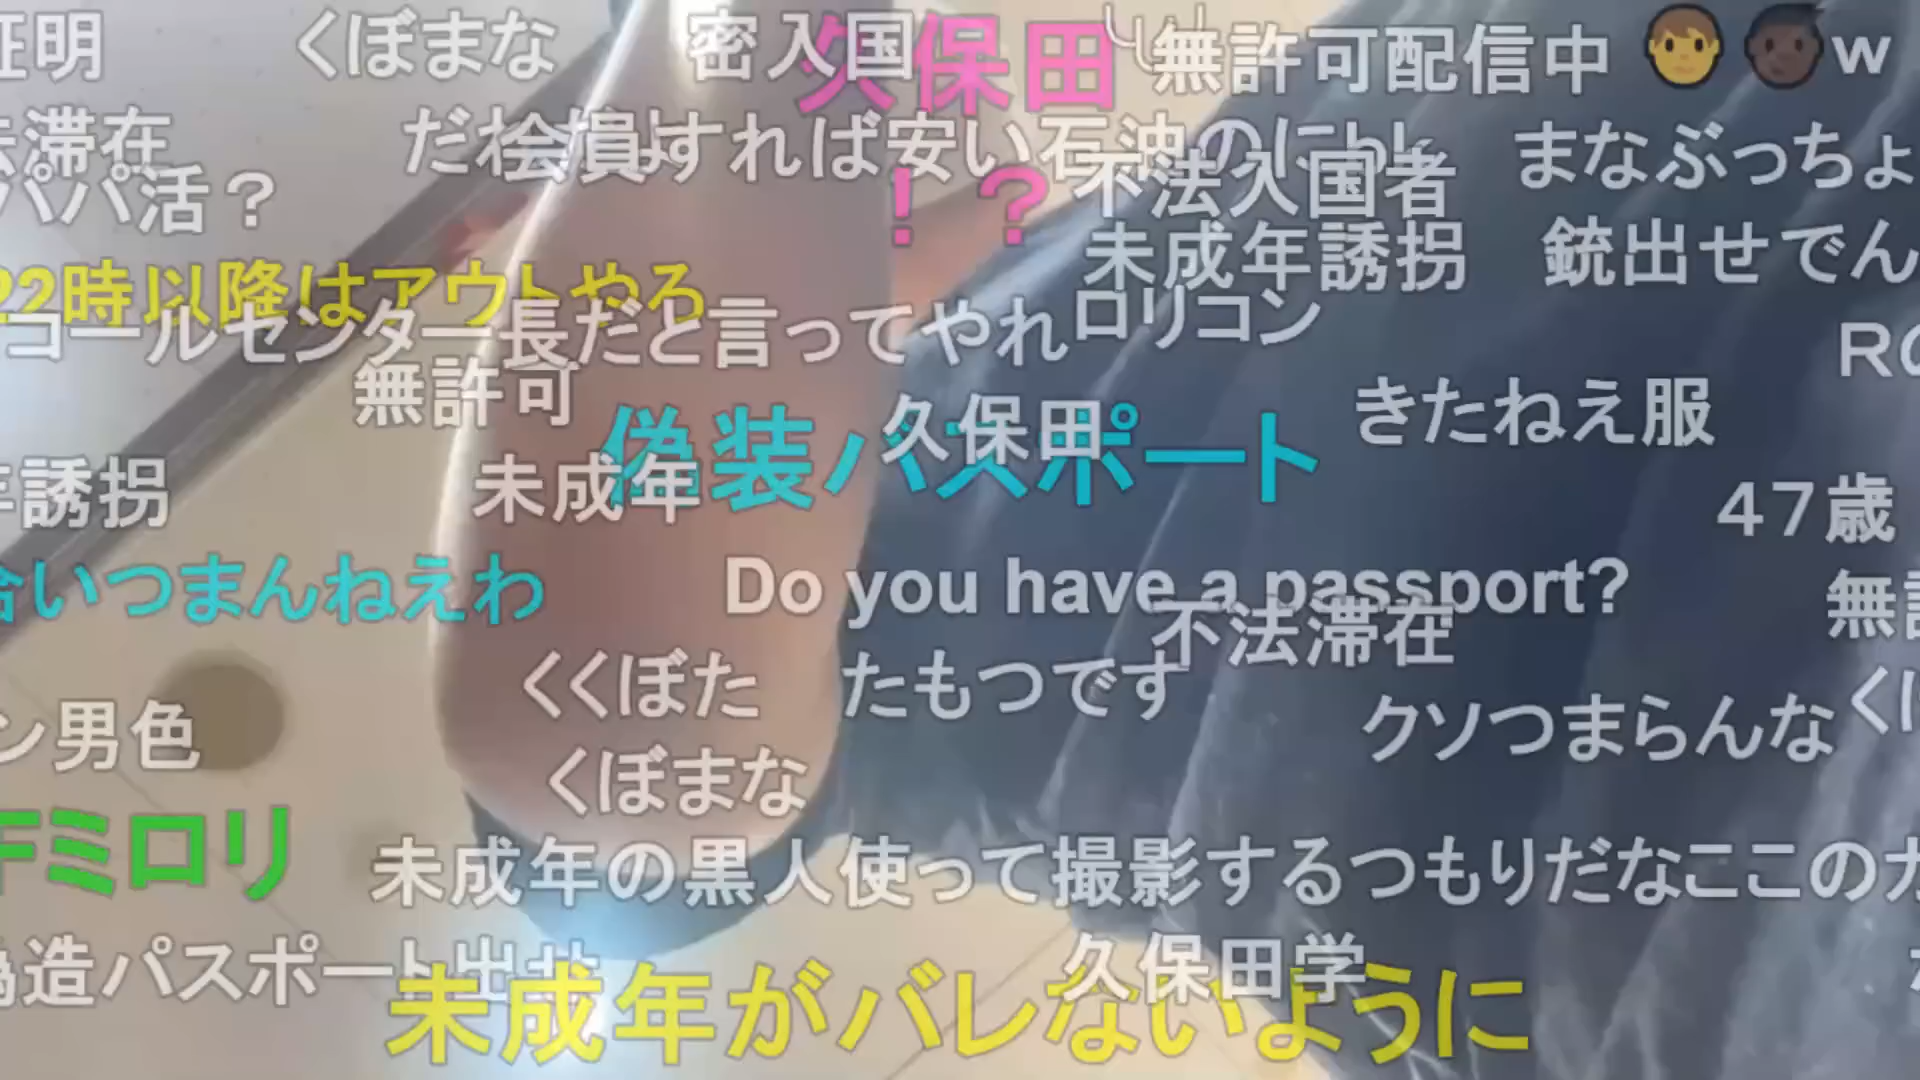 証明
くぼまな
密入国
久保田
無許可配信中
w
法滞在
だね
会員
すれば安い石油のに
まなぶっちょ
パパ活？
！？
不法入国者
未成年誘拐
銃出せでん
22時以降はアウトやろ
コールセンター長だと言ってやれ
ロリコン
無許可
久保田
きたねえ服
偽装パスポート
年誘拐
未成年
47歳
いつまんねえわ
Do you have a passport?
不法滞在
くくぼた
たもつです
ン男色
クソつまらんな
くぼまな
Fミロリ
未成年の黒人使って撮影するつもりだな
ここの
偽造パスポート出せ
久保田学
未成年がバレないように